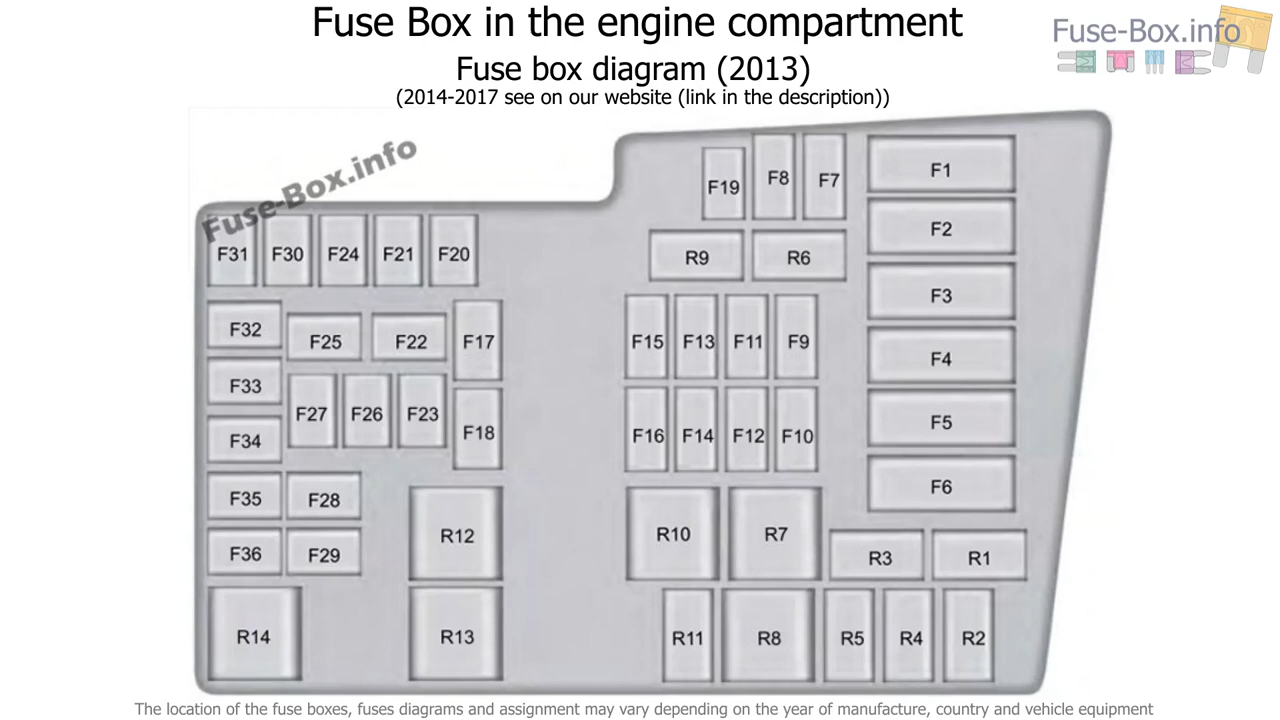 Fuse Box in the engine compartment
Fuse-Box.info
Fuse box diagram (2013)
(2014-2017 see on our website (link in the description))
Fuse-Box.info
F19 F8 F7 F1
F2
F31 F30 F24 F21 F20
R9 R6
F3
F32 F25 F22 F17
F15 F13 F11 F9
F4
F33
F27 F26 F23
F34 F18
F16 F14 F12 F10
F5
F6
F35 F28
R12 R10 R7
F36 F29
R3 R1
R14 R13 R11 R8 R5 R4 R2
The location of the fuse boxes, fuses diagrams and assignment may vary depending on the year of manufacture, country and vehicle equipment